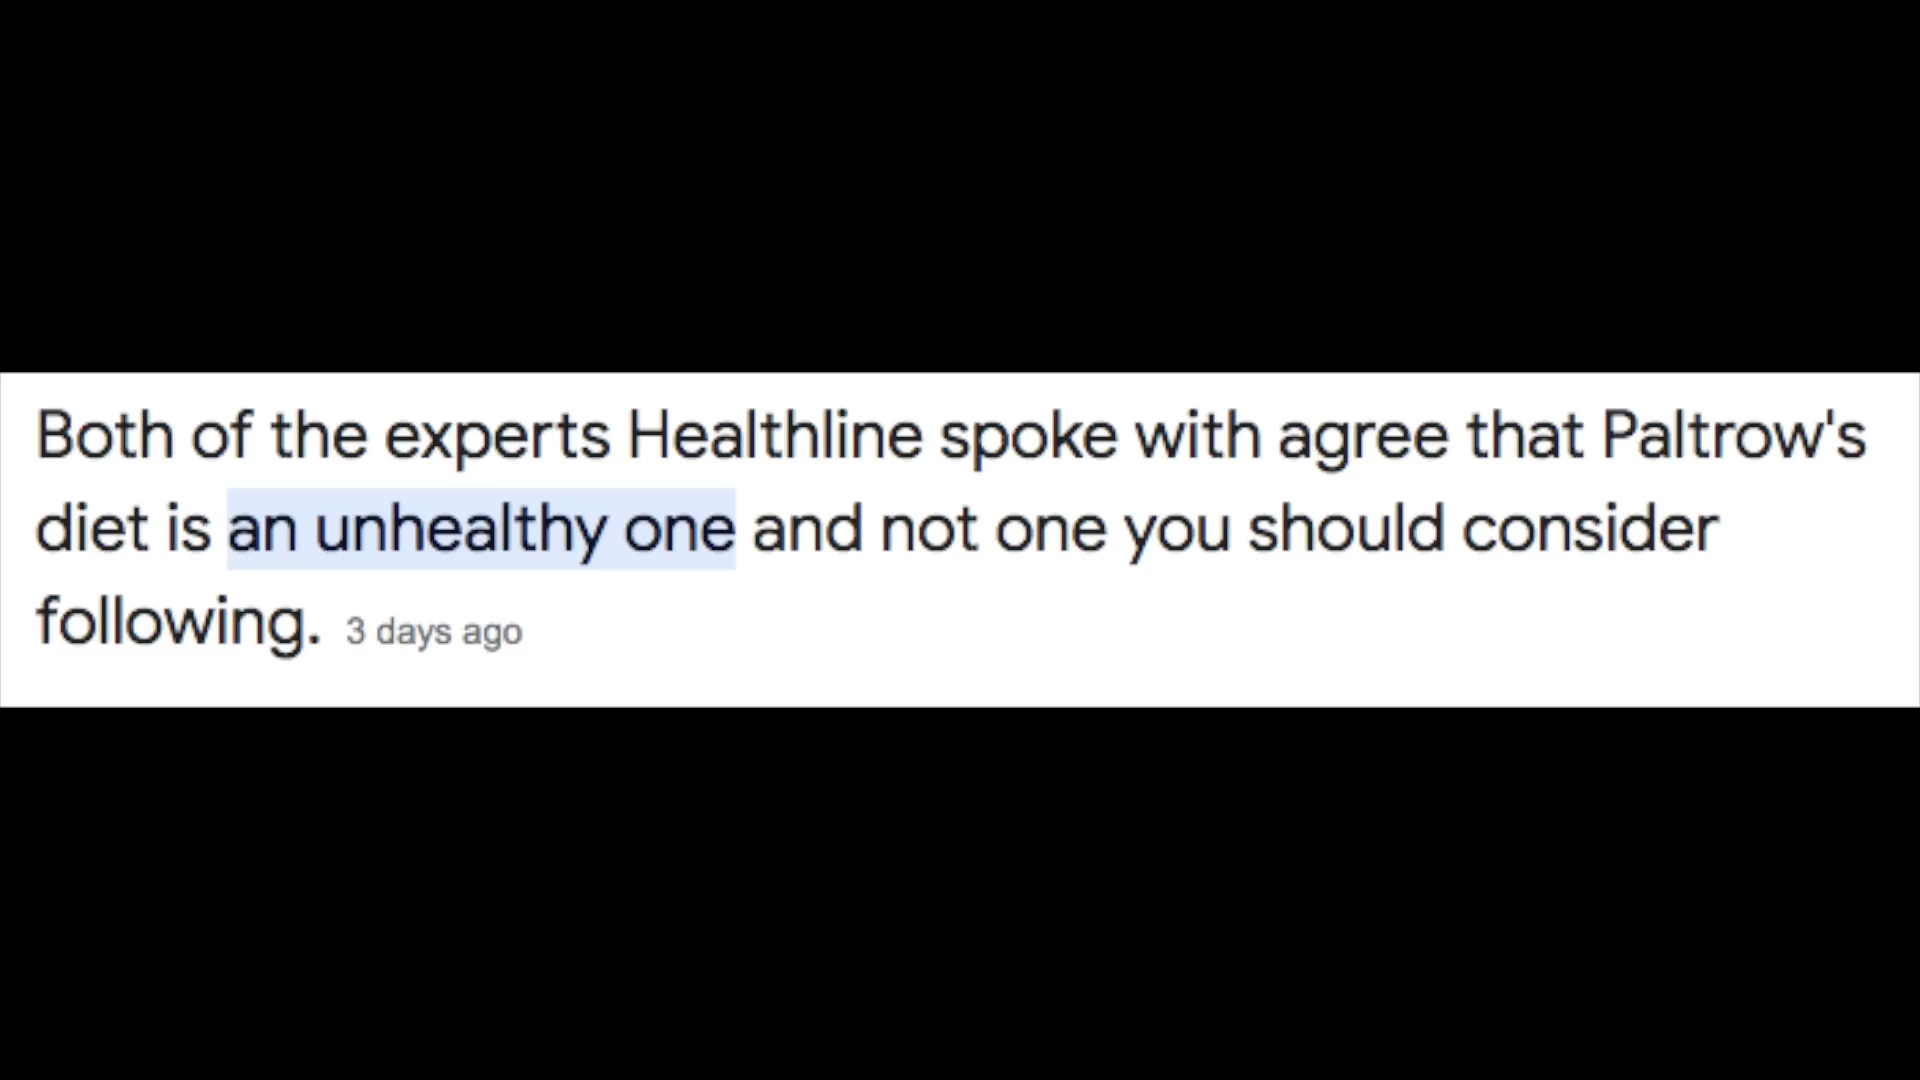 Both of the experts Healthline spoke with agree that Paltrow's
diet is an unhealthy one and not one you should consider
following. 3 days ago